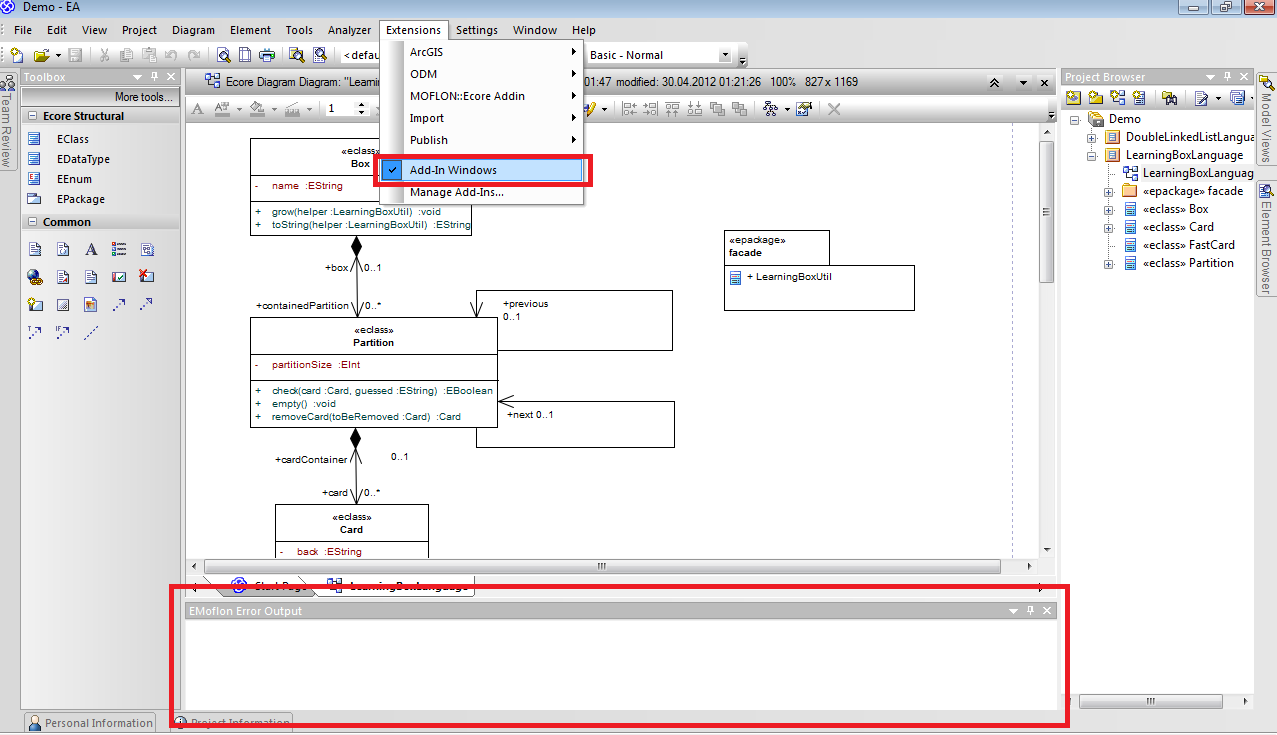 Demo - EA
File Edit View Project Diagram Element Tools Analyzer Extensions Settings Window Help
Basic - Normal
ArcGIS
ODM
MOFLON::Ecore Addin
Import
Publish
Add-In Windows
Manage Add-Ins...
Team Review
Toolbox
More tools...
Ecore Structural
EClass
EDataType
EEnum
EPackage
Common
Ecore Diagram Diagram: "Learni
01:47 modified: 30.04.2012 01:21:26 100% 827 x 1169
1
«eclass»
Box
- name :EString
+ grow(helper :LearningBoxUtil) :void
+ toString(helper :LearningBoxUtil) :EString
+box 0..1
+containedPartition 0..*
«eclass»
Partition
- partitionSize :EInt
+ check(card :Card, guessed :EString) :EBoolean
+ empty() :void
+ removeCard(toBeRemoved :Card) :Card
+previous
0..1
+next 0..1
+cardContainer 0..1
+card 0..*
«eclass»
Card
- back :EString
«epackage»
facade
+ LearningBoxUtil
Start Page
LearningBoxLanguage
EMoflon Error Output
Personal Information
Project Information
Project Browser
Demo
DoubleLinkedListLangua
LearningBoxLanguage
LearningBoxLanguag
«epackage» facade
«eclass» Box
«eclass» Card
«eclass» FastCard
«eclass» Partition
Model Views
Element Browser